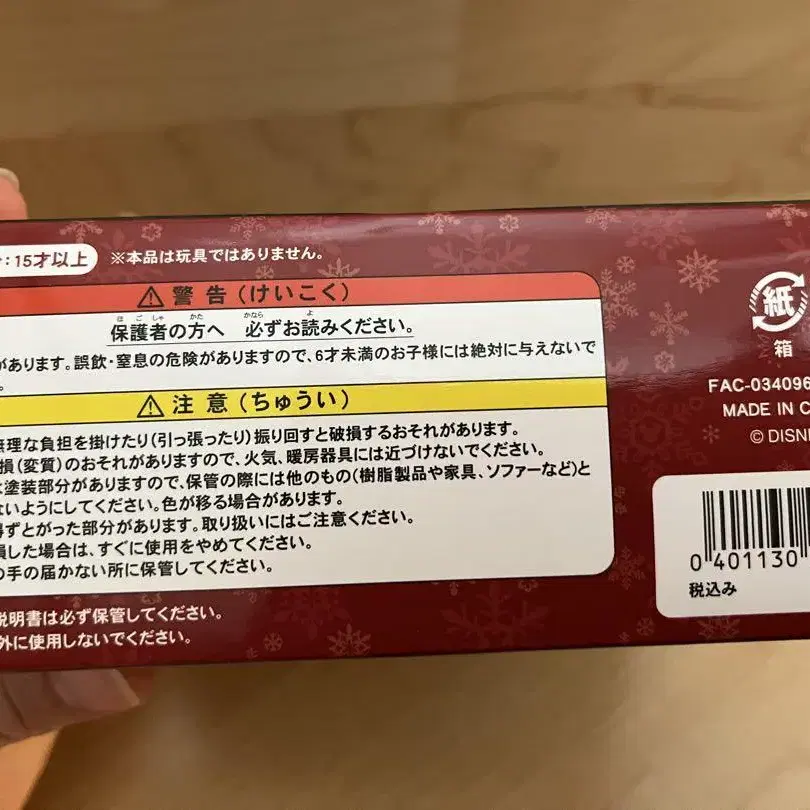 :15才以上
※本品は玩具ではありません。
⚠ 警告(けいこく)
保護者の方へ 必ずお読みください。
があります。誤飲・窒息の危険がありますので、6才未満のお子様には絶対に与えないで
。
⚠ 注意(ちゅうい)
無理な負担を掛けたり(引っ張ったり)振り回すと破損するおそれがあります。
損(変質)のおそれがありますので、火気、暖房器具には近づけないでください。
塗装部分がありますので、保管の際には他のもの(樹脂製品や家具、ソファーなど)と
ないようにしてください。色が移る場合があります。
得ずとがった部分があります。取り扱いにはご注意ください。
損した場合は、すぐに使用をやめてください。
の手の届かない所に保管してください。
説明書は必ず保管してください。
外に使用しないでください。
紙
箱
FAC-034096
MADE IN C
© DISNE
0 401130
税込み